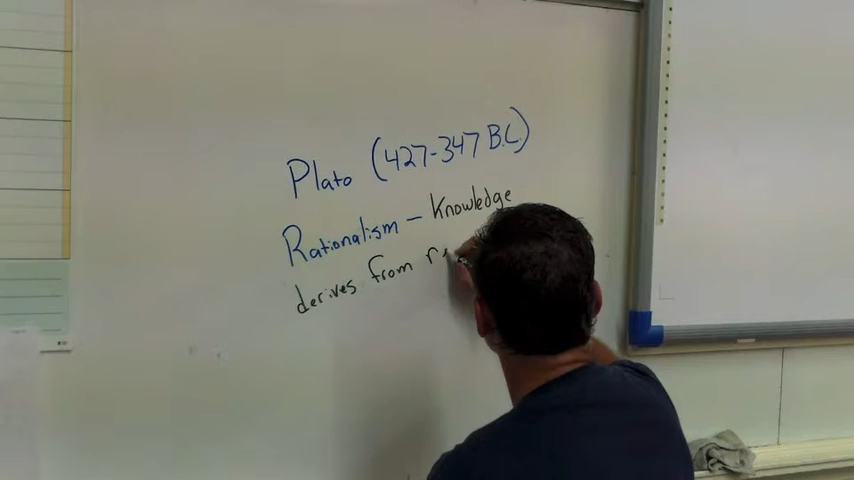 Plato (427-347 B.C.)
Rationalism - Knowledge
derives from